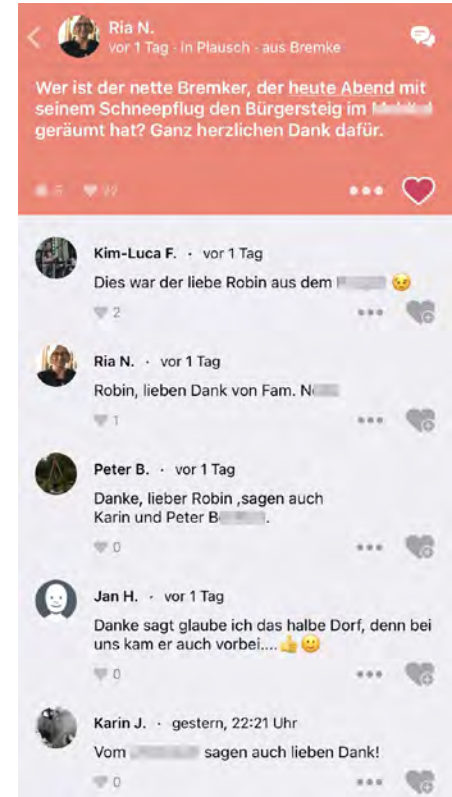 Ria N.
vor 1 Tag · in Plausch · aus Bremke
Wer ist der nette Bremker, der heute Abend mit
seinem Schneepflug den Bürgersteig im
geräumt hat? Ganz herzlichen Dank dafür.
22
Kim-Luca F. · vor 1 Tag
Dies war der liebe Robin aus dem 😉
2
Ria N. · vor 1 Tag
Robin, lieben Dank von Fam.
1
Peter B. · vor 1 Tag
Danke, lieber Robin ,sagen auch
Karin und Peter
0
Jan H. · vor 1 Tag
Danke sagt glaube ich das halbe Dorf, denn bei
uns kam er auch vorbei....👍🙂
0
Karin J. · gestern, 22:21 Uhr
Vom sagen auch lieben Dank!
0